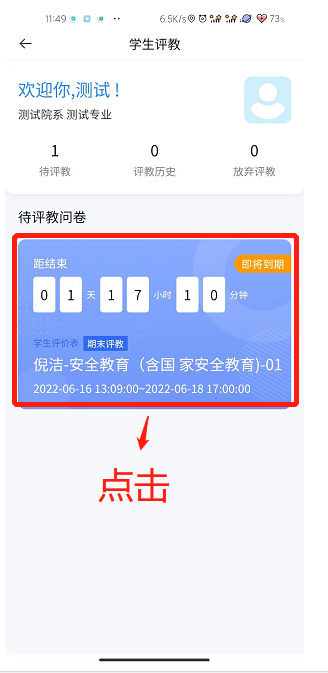 11:49 6.5K/s 73%
学生评教
欢迎你,测试！
测试院系 测试专业
1 0 0
待评教 评教历史 放弃评教
待评教问卷
距结束 即将到期
0 1 天 1 7 小时 1 0 分钟
学生评价表 期末评教
倪洁-安全教育（含国 家安全教育)-01
2022-06-16 13:09:00~2022-06-18 17:00:00
点击